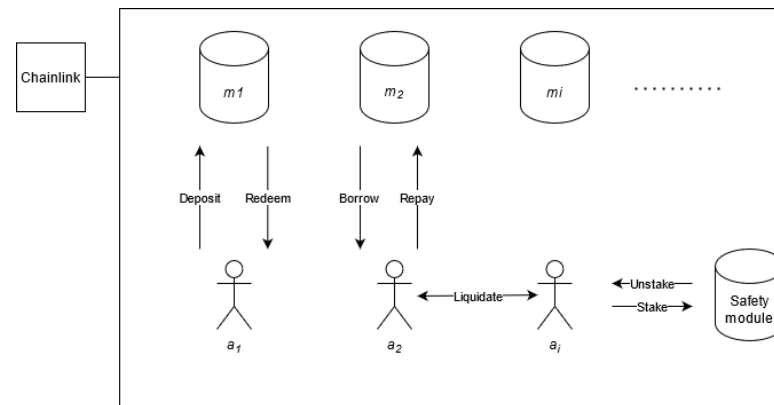 Chainlink
m1
m2
mi
..........
Deposit
Redeem
Borrow
Repay
Liquidate
Unstake
Stake
Safety
module
a1
a2
ai